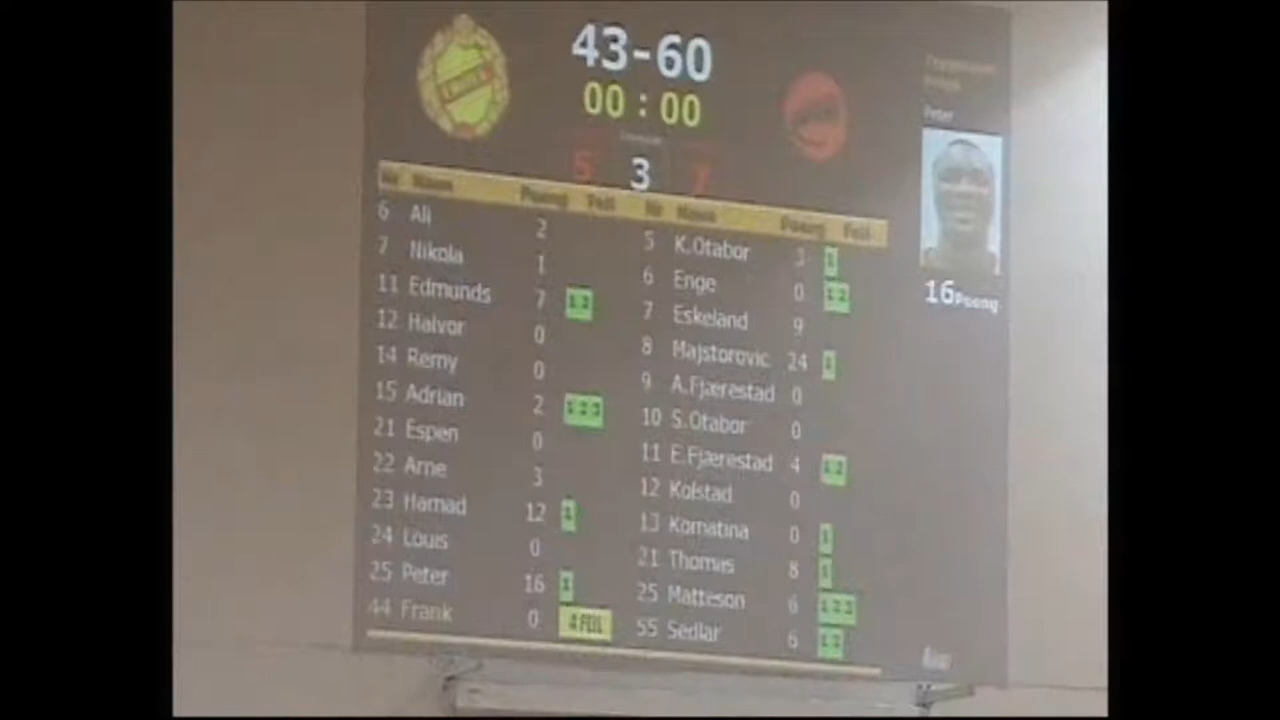 43-60
00:00
5 3 7
Nr Navn Poeng Feil Nr Navn Poeng Feil
Peter
16 Poeng
6 Ali 2
7 Nikola 1
11 Edmunds 7 1 2
12 Halvor 0
14 Remy 0
15 Adrian 2 1 2 3
21 Espen 0
22 Arne 3
23 Hamad 12 1
24 Louis 0
25 Peter 16 1
44 Frank 0 4 FEIL
5 K.Otabor 3 1
6 Enge 0 1 2
7 Eskeland 9
8 Majstorovic 24 1
9 A.Fjærestad 0
10 S.Otabor 0
11 E.Fjærestad 4 1 2
12 Kolstad 0
13 Komatina 0 1
21 Thomas 8 1
25 Matteson 6 1 2 3
55 Sedlar 6 1 2